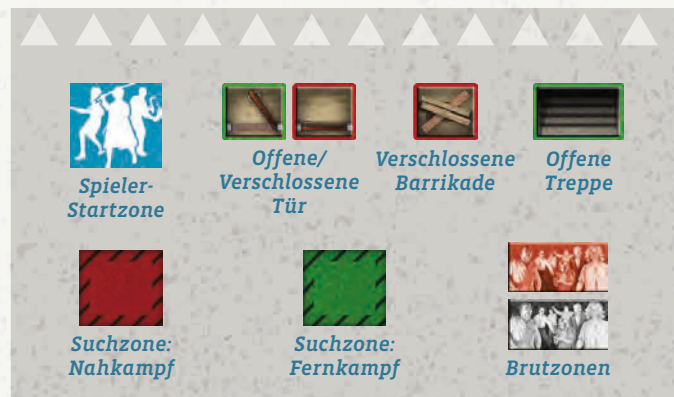 Spieler-
Startzone
Offene/
Verschlossene
Tür
Verschlossene
Barrikade
Offene
Treppe
Suchzone:
Nahkampf
Suchzone:
Fernkampf
Brutzonen